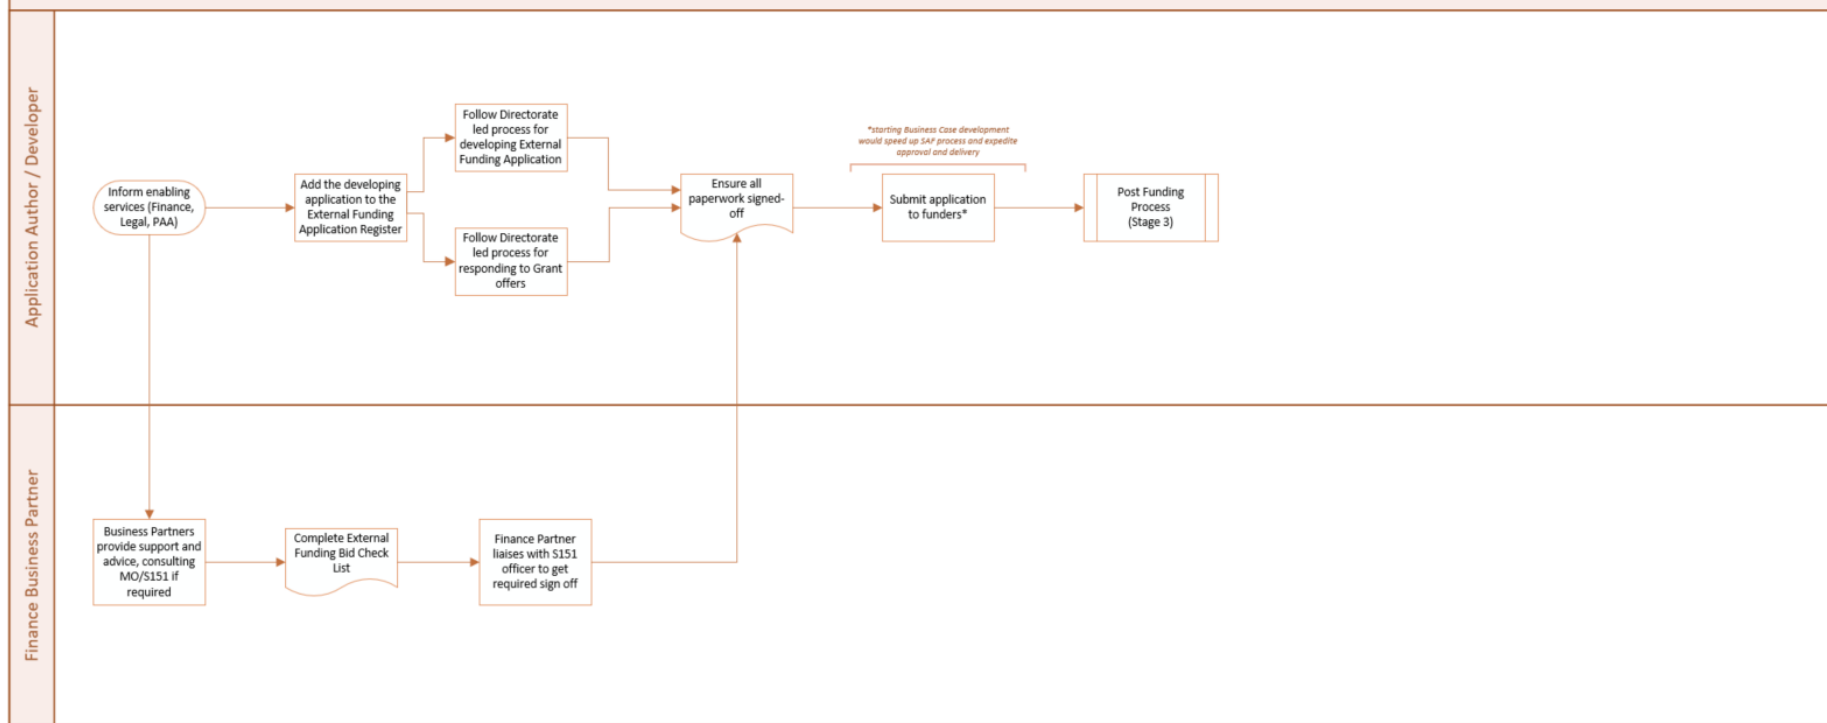 Application Author / Developer
Inform enabling
services (Finance,
Legal, PAA)
Add the developing
application to the
External Funding
Application Register
Follow Directorate
led process for
developing External
Funding Application
Follow Directorate
led process for
responding to Grant
offers
Ensure all
paperwork signed-
off
*starting Business Case development
would speed up SAF process and expedite
approval and delivery
Submit application
to funders*
Post Funding
Process
(Stage 3)
Finance Business Partner
Business Partners
provide support and
advice, consulting
MO/S151 if
required
Complete External
Funding Bid Check
List
Finance Partner
liaises with S151
officer to get
required sign off